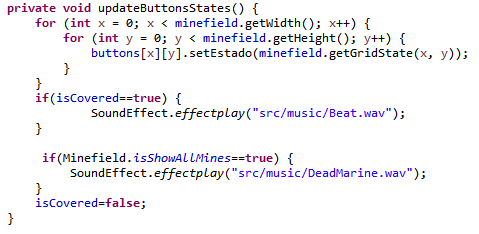 private void updateButtonsStates() {
    for (int x = 0; x < minefield.getWidth(); x++) {
        for (int y = 0; y < minefield.getHeight(); y++) {
            buttons[x][y].setEstado(minefield.getGridState(x, y));
        }
    }
    if(isCovered==true) {
            SoundEffect.effectplay("src/music/Beat.wav");
    }

     if(Minefield.isShowAllMines==true) {
         SoundEffect.effectplay("src/music/DeadMarine.wav");
    }
    isCovered=false;
}